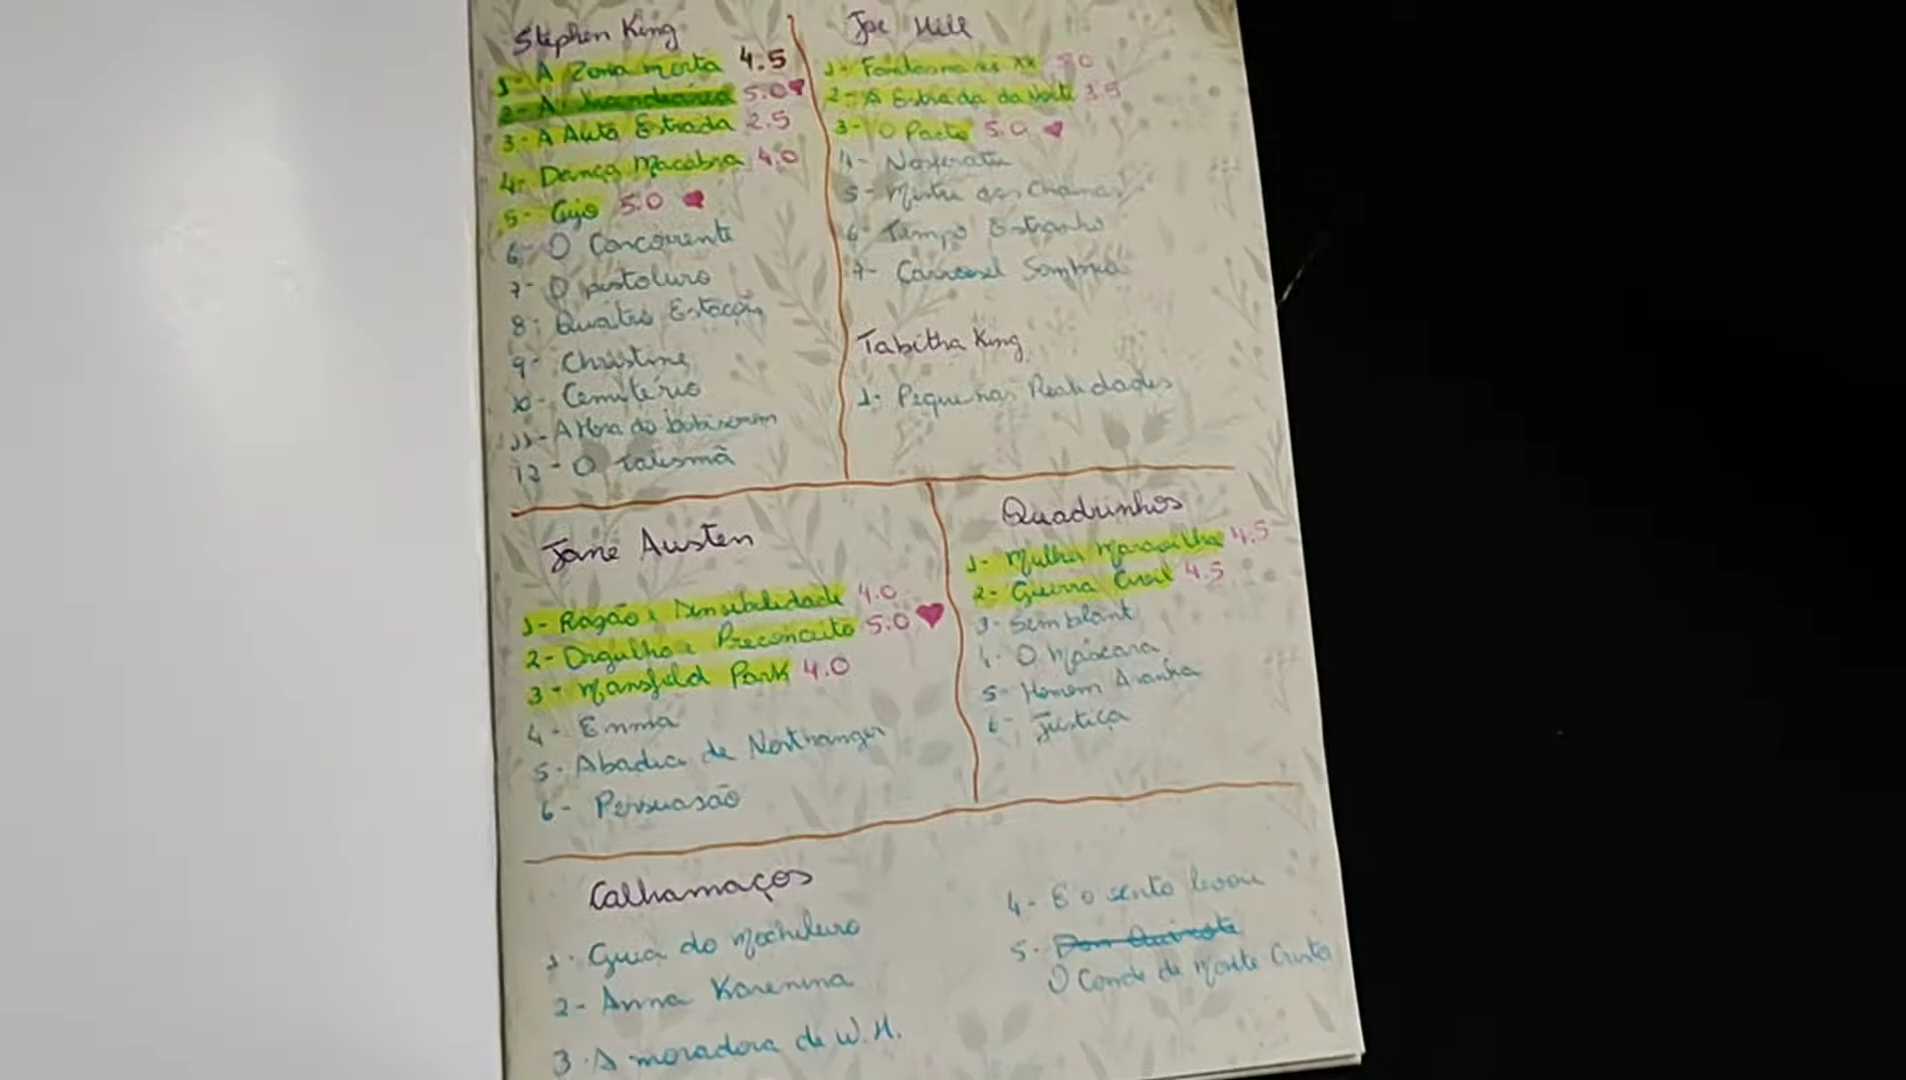 Stephen King
1- A Zona morta 4.5
2- A Incendiária 5.0
3- A Auto Estrada 2.5
4- Dança Macabra 4.0
5- Cujo 5.0
6- O Concorrente
7- O pistoleiro
8- Quatro Estações
9- Christine
10- Cemitério
11- A Hora do lobisomem
12- O Talismã
Joe Hill
1- Fantasmas 5.0
2- A Estrada da Noite 3.5
3- O Pacto 5.0
4- Nosferatu
5- Mestre das Chamas
6- Tempo Estranho
7- Carrossel Sombrio
Tabitha King
1- Pequenas Realidades
Jane Austen
1- Razão e Sensibilidade 4.0
2- Orgulho e Preconceito 5.0
3- Mansfield Park 4.0
4- Emma
5- Abadia de Northanger
6- Persuasão
Quadrinhos
1- Mulher Maravilha 4.5
2- Guerra Civil 4.5
3- Semblant
4- O Máscara
5- Homem Aranha
6- Justiça
Calhamaços
1- Guia do Mochileiro
2- Anna Karenina
3- A moradora de W. H.
4- E o vento levou
5- Dom Quixote
O Conde de Monte Cristo